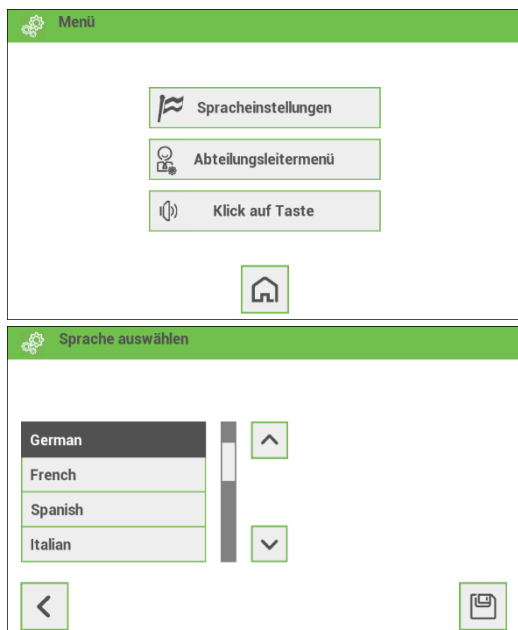 Menü
Spracheinstellungen
Abteilungsleitermenü
Klick auf Taste
Sprache auswählen
German
French
Spanish
Italian